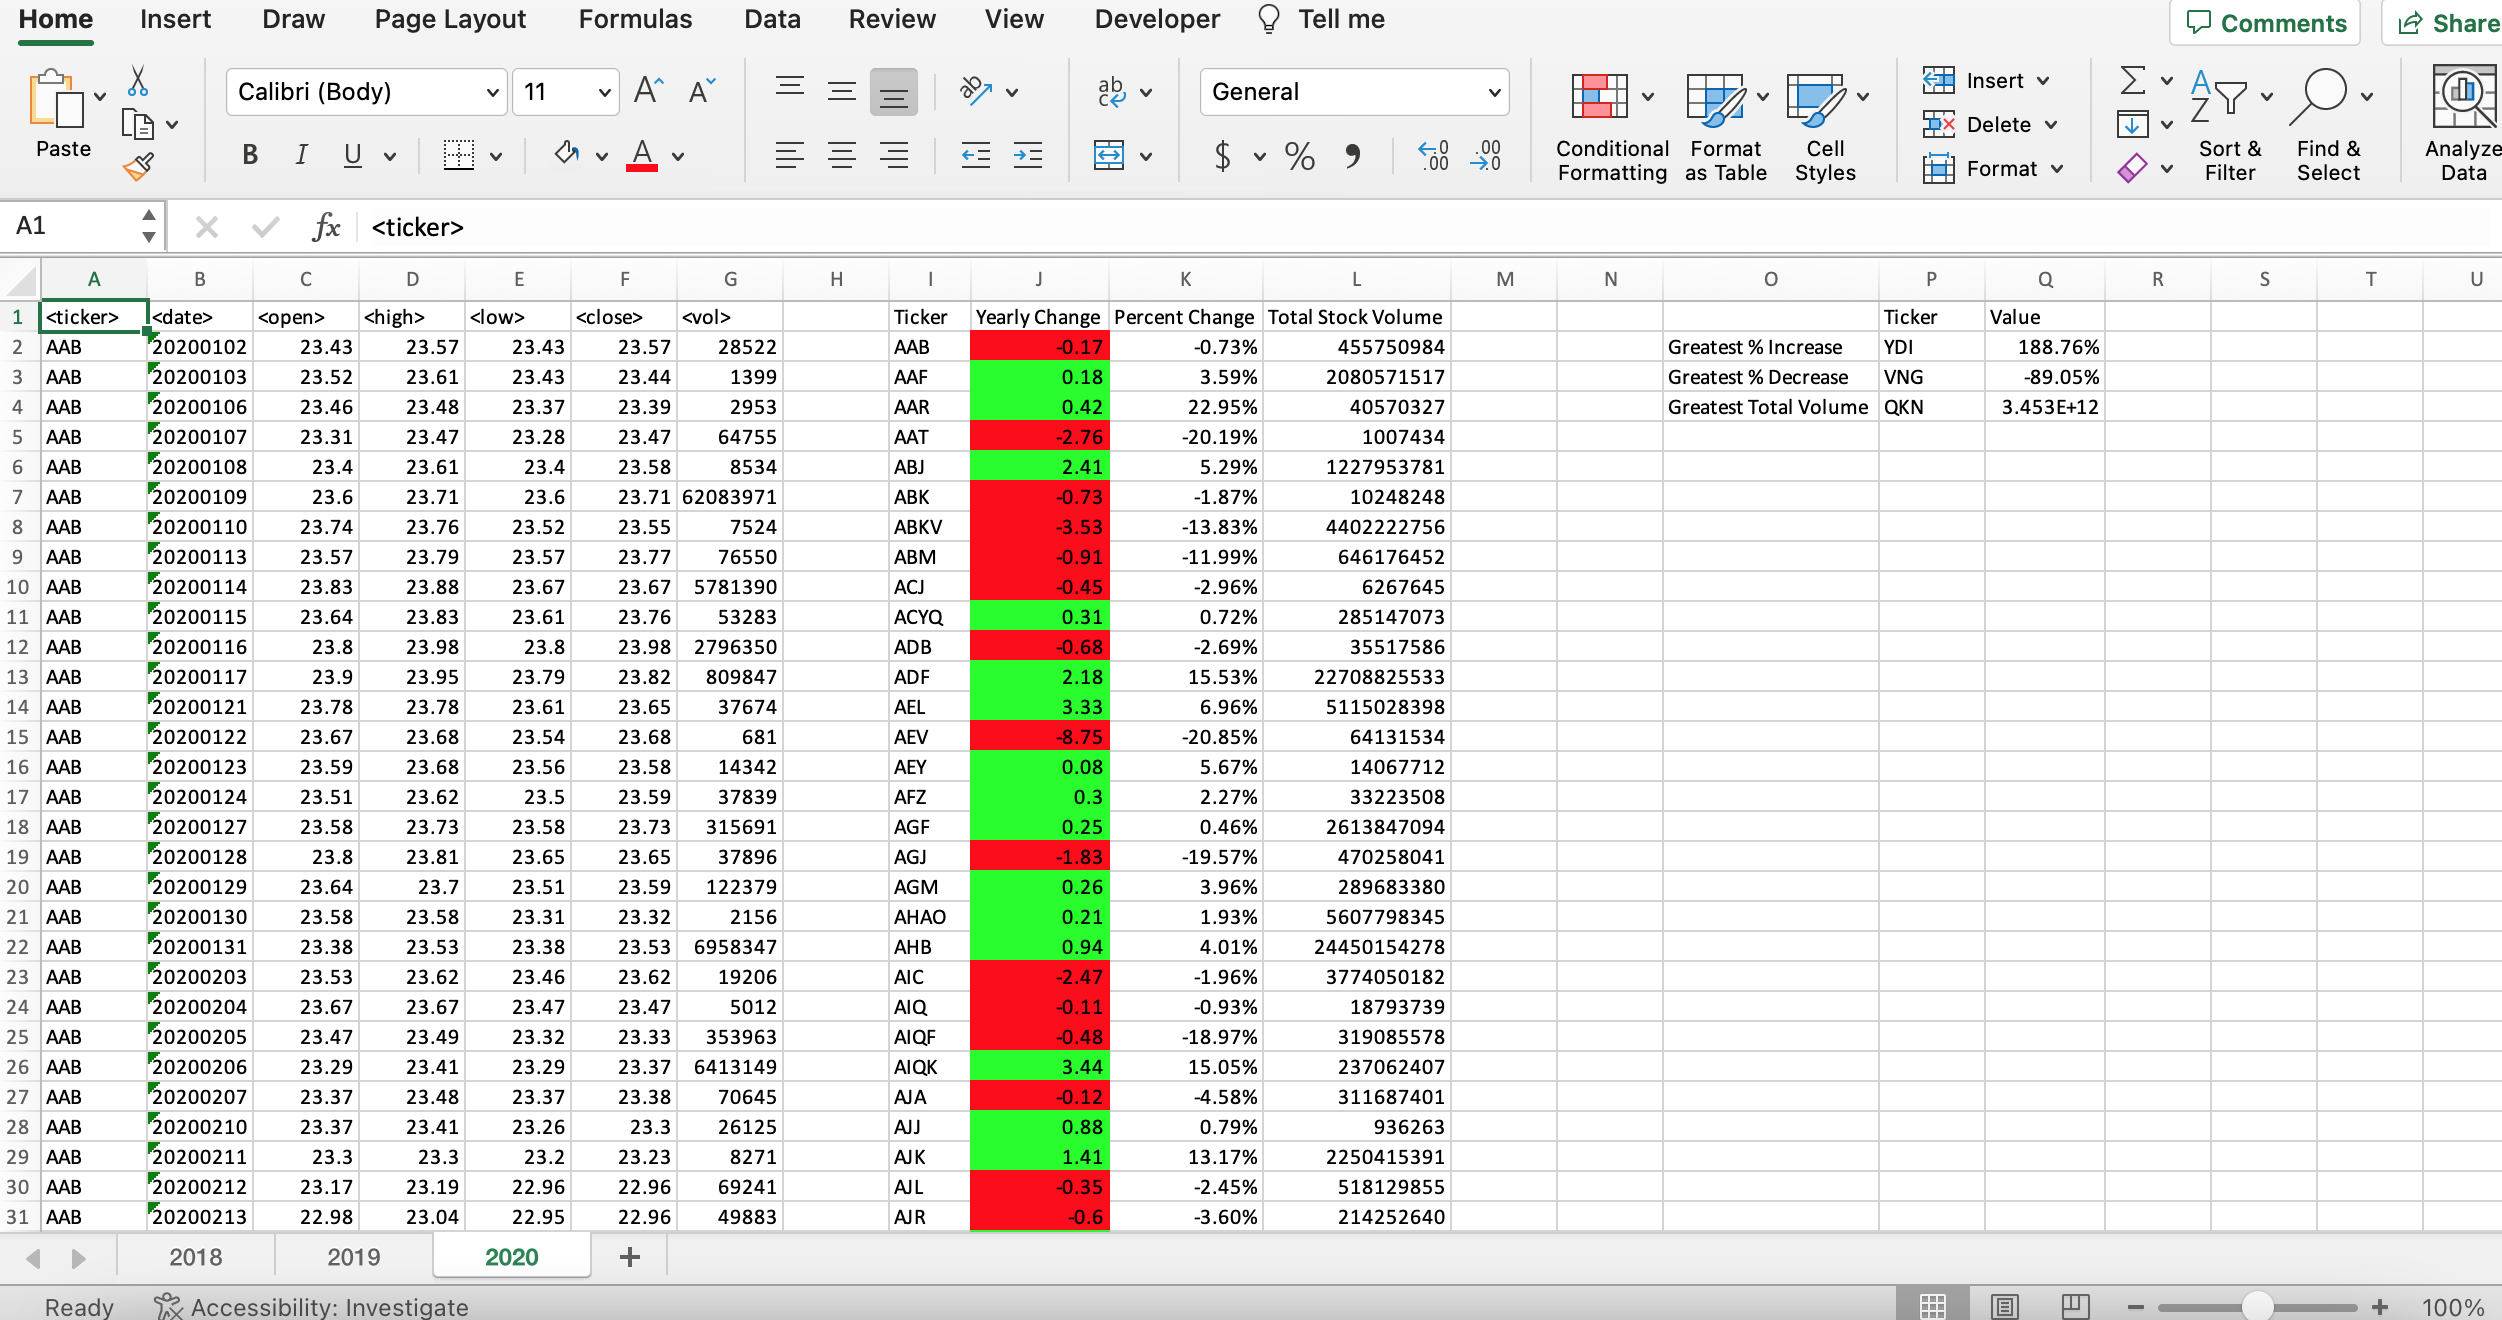 Home Insert Draw Page Layout Formulas Data Review View Developer Tell me Comments Share
Calibri (Body) 11 General Insert
Delete
Paste B I U $ % Conditional Formatting Format as Table Cell Styles Format Sort & Filter Find & Select Analyze Data
A1 fx <ticker>
A B C D E F G H I J K L M N O P Q R S T U
1 <ticker> <date> <open> <high> <low> <close> <vol> Ticker Yearly Change Percent Change Total Stock Volume Ticker Value
2 AAB 20200102 23.43 23.57 23.43 23.57 28522 AAB -0.17 -0.73% 455750984 Greatest % Increase YDI 188.76%
3 AAB 20200103 23.52 23.61 23.43 23.44 1399 AAF 0.18 3.59% 2080571517 Greatest % Decrease VNG -89.05%
4 AAB 20200106 23.46 23.48 23.37 23.39 2953 AAR 0.42 22.95% 40570327 Greatest Total Volume QKN 3.453E+12
5 AAB 20200107 23.31 23.47 23.28 23.47 64755 AAT -2.76 -20.19% 1007434
6 AAB 20200108 23.4 23.61 23.4 23.58 8534 ABJ 2.41 5.29% 1227953781
7 AAB 20200109 23.6 23.71 23.6 23.71 62083971 ABK -0.73 -1.87% 10248248
8 AAB 20200110 23.74 23.76 23.52 23.55 7524 ABKV -3.53 -13.83% 4402222756
9 AAB 20200113 23.57 23.79 23.57 23.77 76550 ABM -0.91 -11.99% 646176452
10 AAB 20200114 23.83 23.88 23.67 23.67 5781390 ACJ -0.45 -2.96% 6267645
11 AAB 20200115 23.64 23.83 23.61 23.76 53283 ACYQ 0.31 0.72% 285147073
12 AAB 20200116 23.8 23.98 23.8 23.98 2796350 ADB -0.68 -2.69% 35517586
13 AAB 20200117 23.9 23.95 23.79 23.82 809847 ADF 2.18 15.53% 22708825533
14 AAB 20200121 23.78 23.78 23.61 23.65 37674 AEL 3.33 6.96% 5115028398
15 AAB 20200122 23.67 23.68 23.54 23.68 681 AEV -8.75 -20.85% 64131534
16 AAB 20200123 23.59 23.68 23.56 23.58 14342 AEY 0.08 5.67% 14067712
17 AAB 20200124 23.51 23.62 23.5 23.59 37839 AFZ 0.3 2.27% 33223508
18 AAB 20200127 23.58 23.73 23.58 23.73 315691 AGF 0.25 0.46% 2613847094
19 AAB 20200128 23.8 23.81 23.65 23.65 37896 AGJ -1.83 -19.57% 470258041
20 AAB 20200129 23.64 23.7 23.51 23.59 122379 AGM 0.26 3.96% 289683380
21 AAB 20200130 23.58 23.58 23.31 23.32 2156 AHAO 0.21 1.93% 5607798345
22 AAB 20200131 23.38 23.53 23.38 23.53 6958347 AHB 0.94 4.01% 24450154278
23 AAB 20200203 23.53 23.62 23.46 23.62 19206 AIC -2.47 -1.96% 3774050182
24 AAB 20200204 23.67 23.67 23.47 23.47 5012 AIQ -0.11 -0.93% 18793739
25 AAB 20200205 23.47 23.49 23.32 23.33 353963 AIQF -0.48 -18.97% 319085578
26 AAB 20200206 23.29 23.41 23.29 23.37 6413149 AIQK 3.44 15.05% 237062407
27 AAB 20200207 23.37 23.48 23.37 23.38 70645 AJA -0.12 -4.58% 311687401
28 AAB 20200210 23.37 23.41 23.26 23.3 26125 AJJ 0.88 0.79% 936263
29 AAB 20200211 23.3 23.3 23.2 23.23 8271 AJK 1.41 13.17% 2250415391
30 AAB 20200212 23.17 23.19 22.96 22.96 69241 AJL -0.35 -2.45% 518129855
31 AAB 20200213 22.98 23.04 22.95 22.96 49883 AJR -0.6 -3.60% 214252640
2018 2019 2020 +
Ready Accessibility: Investigate 100%